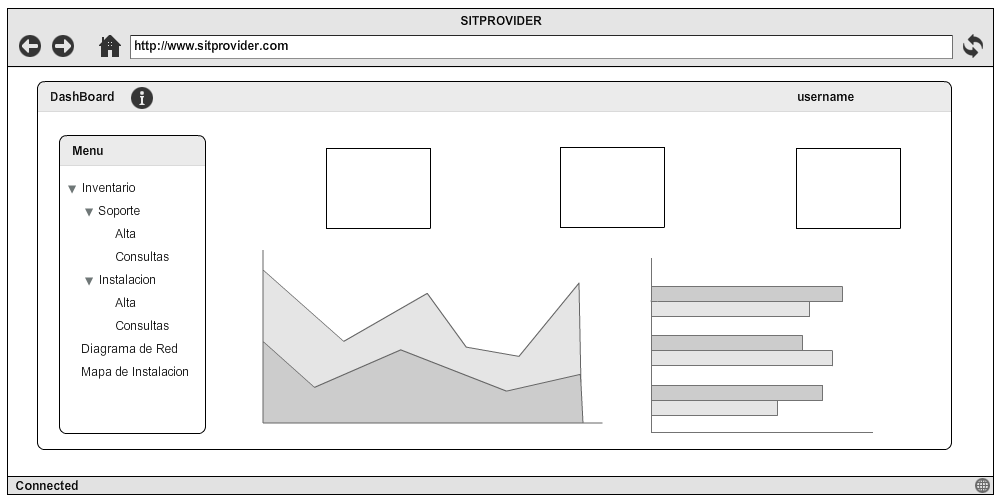 SITPROVIDER
http://www.sitprovider.com
DashBoard
username
Menu
Inventario
Soporte
Alta
Consultas
Instalacion
Alta
Consultas
Diagrama de Red
Mapa de Instalacion
Connected